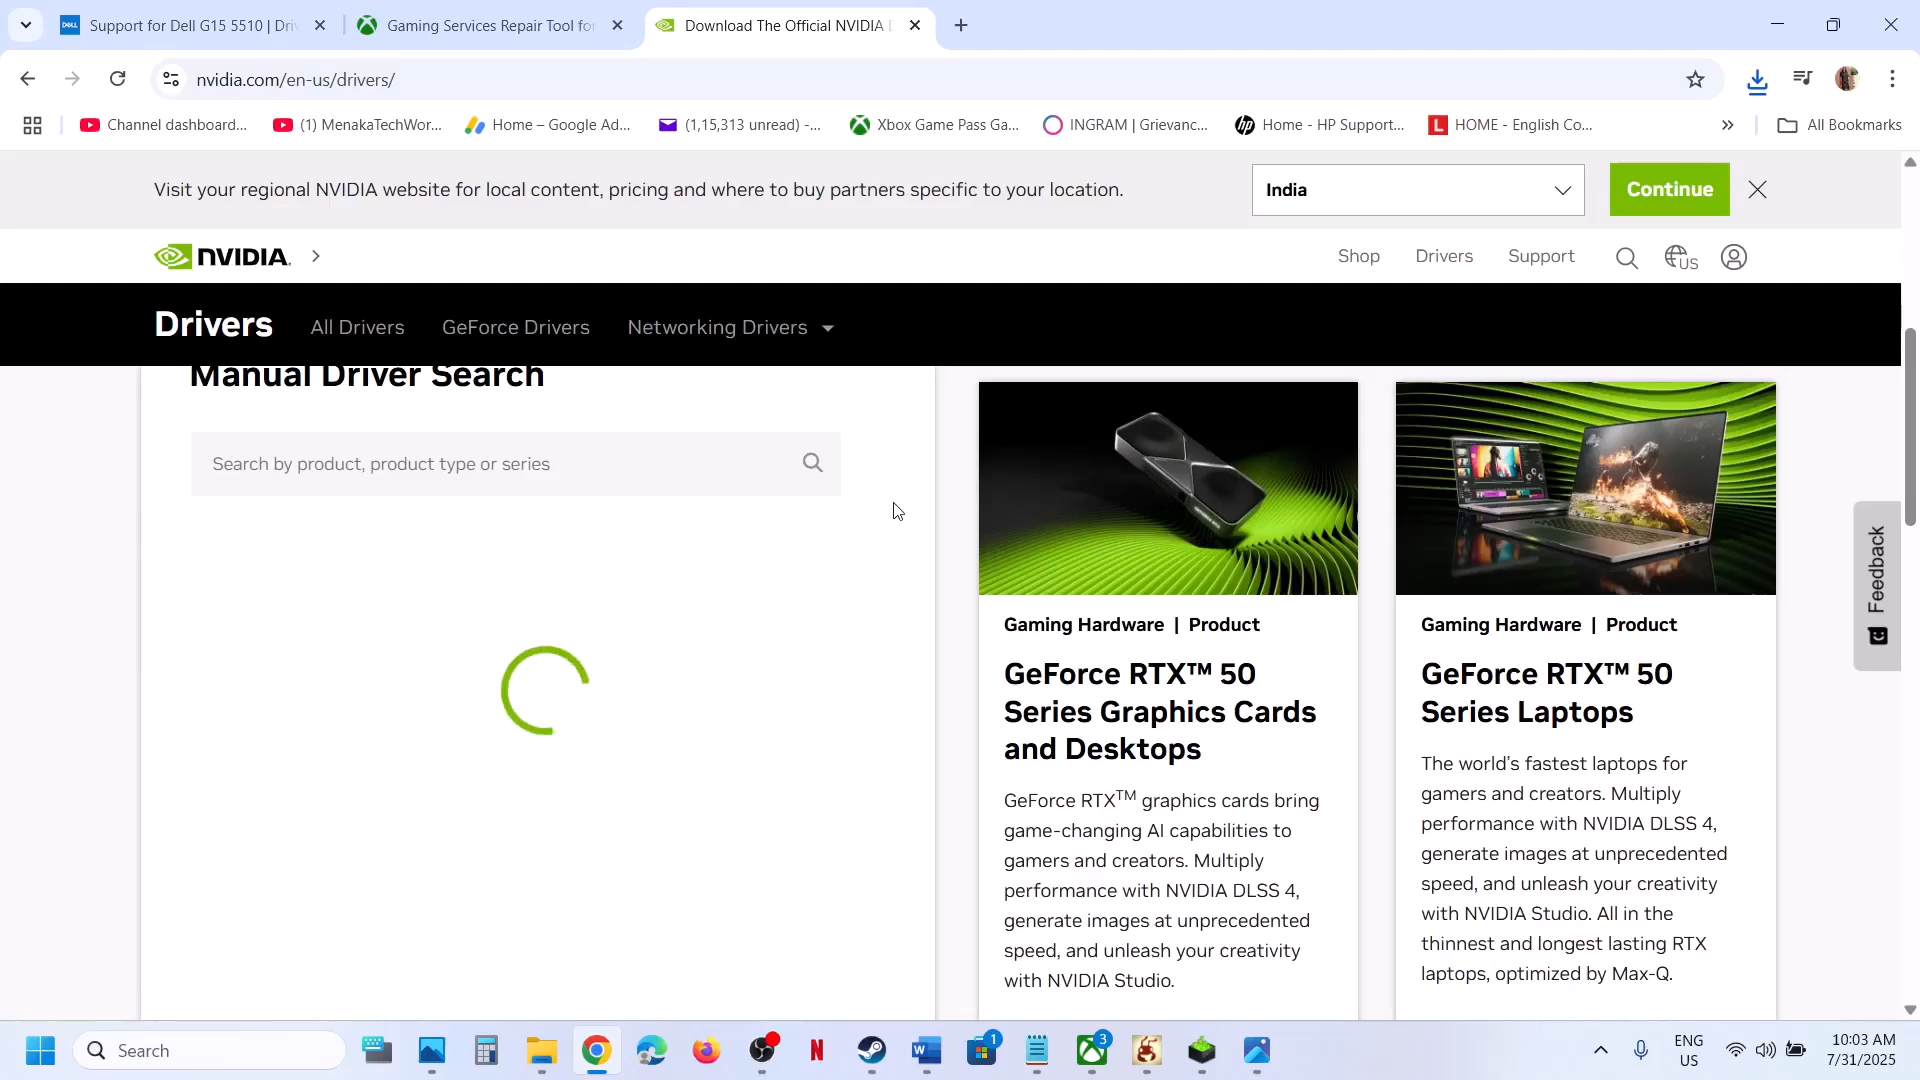 Support for Dell G15 5510 | Dri
Gaming Services Repair Tool for
Download The Official NVIDIA D
nvidia.com/en-us/drivers/
Channel dashboard...
(1) MenakaTechWor...
Home – Google Ad...
(1,15,313 unread) -...
Xbox Game Pass Ga...
INGRAM | Grievanc...
Home - HP Support...
HOME - English Co...
All Bookmarks
Visit your regional NVIDIA website for local content, pricing and where to buy partners specific to your location.
India
Continue
NVIDIA.
Shop
Drivers
Support
US
Drivers
All Drivers
GeForce Drivers
Networking Drivers
Manual Driver Search
Search by product, product type or series
Gaming Hardware | Product
GeForce RTX™ 50
Series Graphics Cards
and Desktops
GeForce RTX™ graphics cards bring
game-changing AI capabilities to
gamers and creators. Multiply
performance with NVIDIA DLSS 4,
generate images at unprecedented
speed, and unleash your creativity
with NVIDIA Studio.
Gaming Hardware | Product
GeForce RTX™ 50
Series Laptops
The world's fastest laptops for
gamers and creators. Multiply
performance with NVIDIA DLSS 4,
generate images at unprecedented
speed, and unleash your creativity
with NVIDIA Studio. All in the
thinnest and longest lasting RTX
laptops, optimized by Max-Q.
Feedback
Search
1
3
ENG
US
10:03 AM
7/31/2025